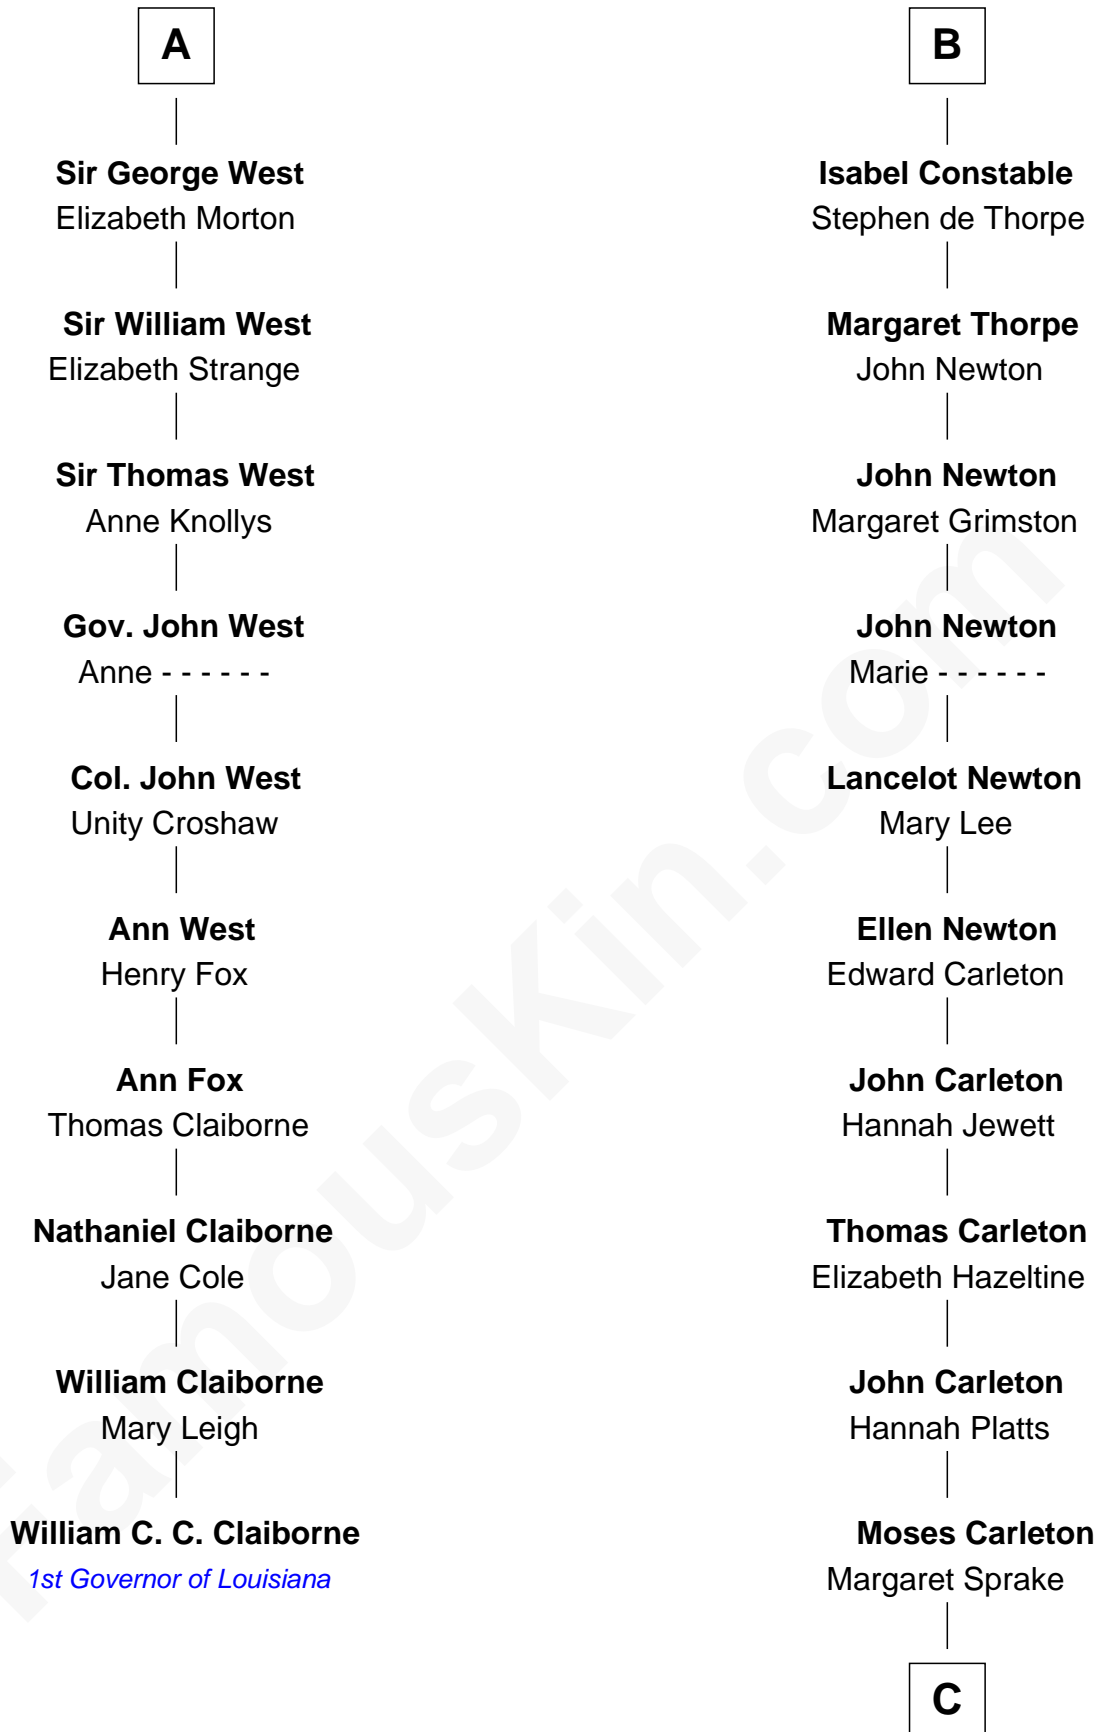 A
Sir George West
Elizabeth Morton
Sir William West
Elizabeth Strange
Sir Thomas West
Anne Knollys
Gov. John West
Anne - - - - - -
Col. John West
Unity Croshaw
Ann West
Henry Fox
Ann Fox
Thomas Claiborne
Nathaniel Claiborne
Jane Cole
William Claiborne
Mary Leigh
William C. C. Claiborne
1st Governor of Louisiana
B
Isabel Constable
Stephen de Thorpe
Margaret Thorpe
John Newton
John Newton
Margaret Grimston
John Newton
Marie - - - - - -
Lancelot Newton
Mary Lee
Ellen Newton
Edward Carleton
John Carleton
Hannah Jewett
Thomas Carleton
Elizabeth Hazeltine
John Carleton
Hannah Platts
Moses Carleton
Margaret Sprake
C
FamousKin.com